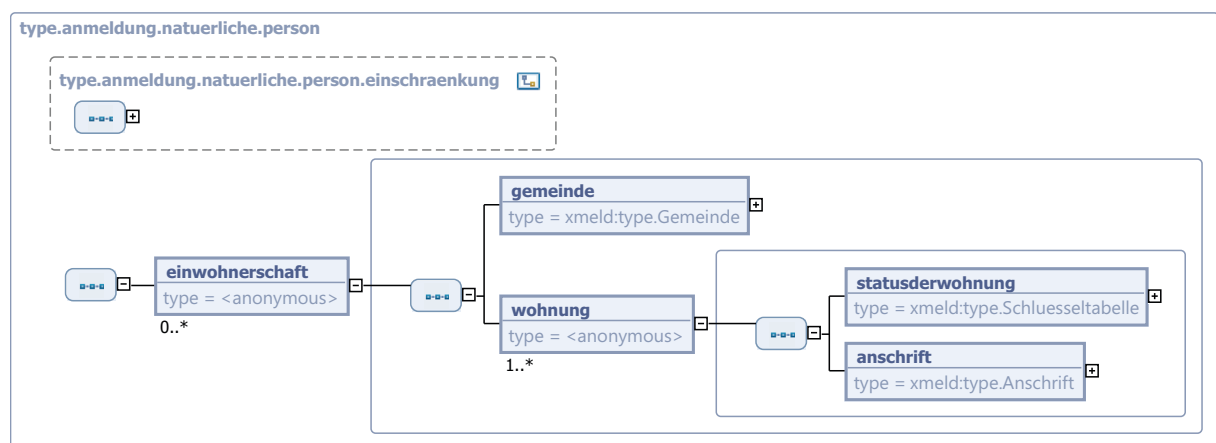 type.anmeldung.natuerliche.person
type.anmeldung.natuerliche.person.einschraenkung
gemeinde
type = xmeld:type.Gemeinde
einwohnerschaft
type = <anonymous>
0..*
wohnung
type = <anonymous>
1..*
statusderwohnung
type = xmeld:type.Schluesseltabelle
anschrift
type = xmeld:type.Anschrift